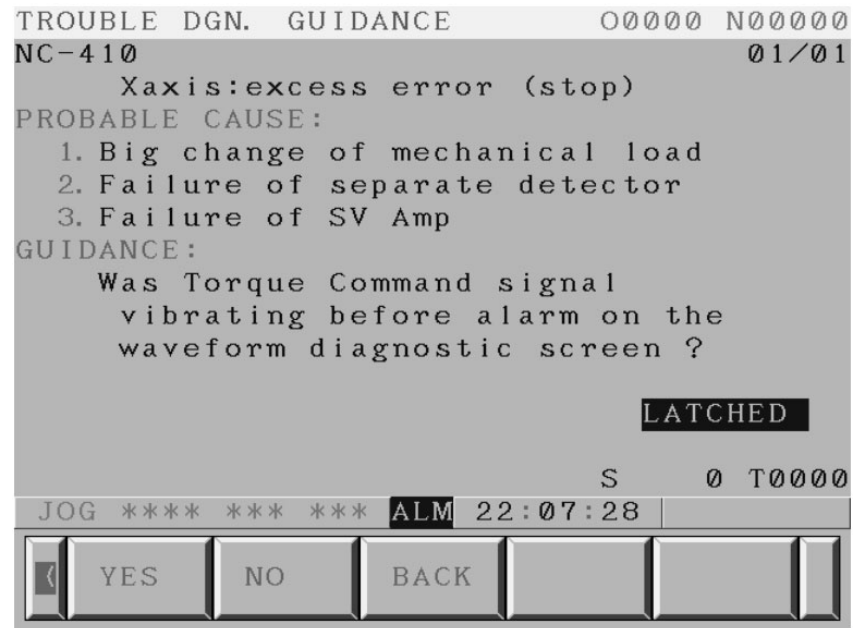 TROUBLE DGN. GUIDANCE O0000 N00000
NC-410 01/01
Xaxis:excess error (stop)
PROBABLE CAUSE:
1. Big change of mechanical load
2. Failure of separate detector
3. Failure of SV Amp
GUIDANCE:
Was Torque Command signal
vibrating before alarm on the
waveform diagnostic screen ?
LATCHED
S 0 T0000
JOG **** *** *** ALM 22:07:28
YES NO BACK